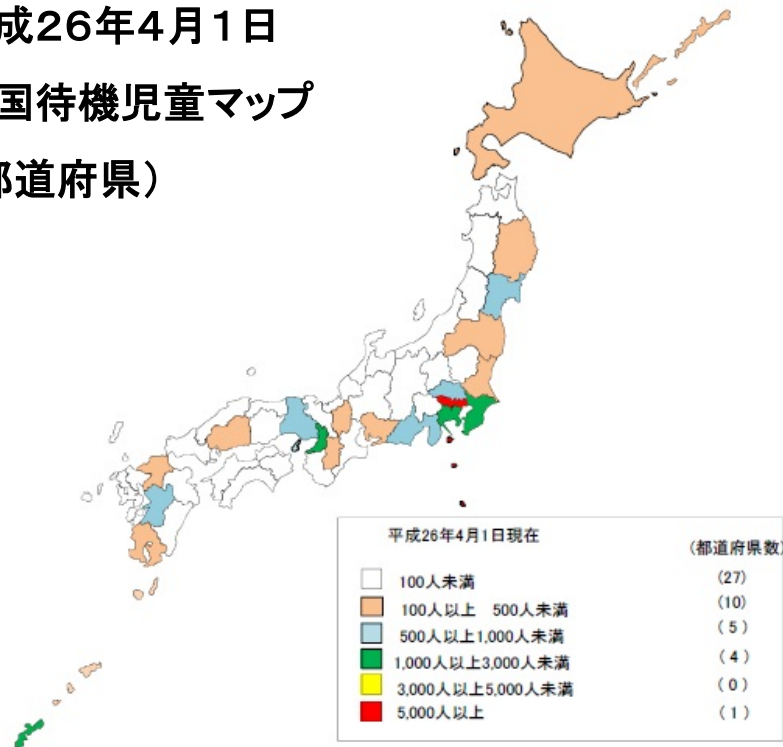 成26年4月1日
国待機児童マップ
都道府県）
平成26年4月1日現在
（都道府県数）
100人未満 （27）
100人以上　500人未満 （10）
500人以上1,000人未満 （ 5 ）
1,000人以上3,000人未満 （ 4 ）
3,000人以上5,000人未満 （ 0 ）
5,000人以上 （ 1 ）